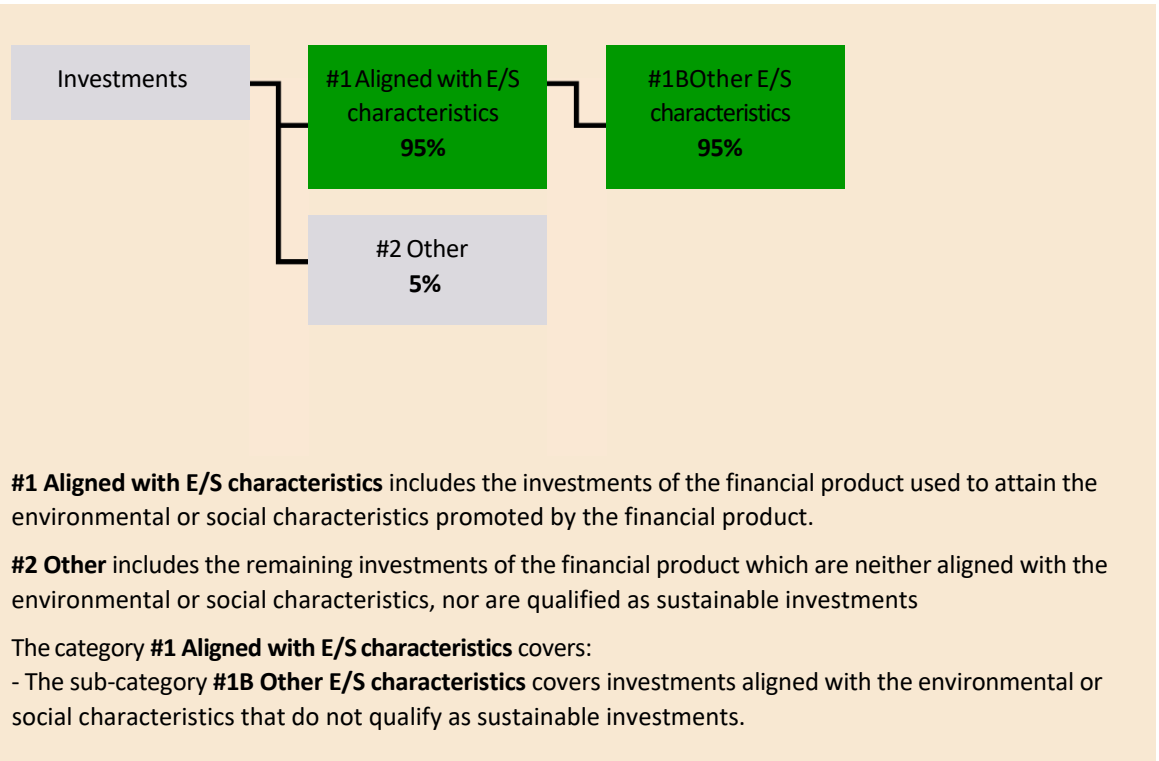 Investments
#1 Aligned with E/S
characteristics
95%
#1BOther E/S
characteristics
95%
#2 Other
5%
#1 Aligned with E/S characteristics includes the investments of the financial product used to attain the
environmental or social characteristics promoted by the financial product.
#2 Other includes the remaining investments of the financial product which are neither aligned with the
environmental or social characteristics, nor are qualified as sustainable investments
The category #1 Aligned with E/S characteristics covers:
- The sub-category #1B Other E/S characteristics covers investments aligned with the environmental or
social characteristics that do not qualify as sustainable investments.